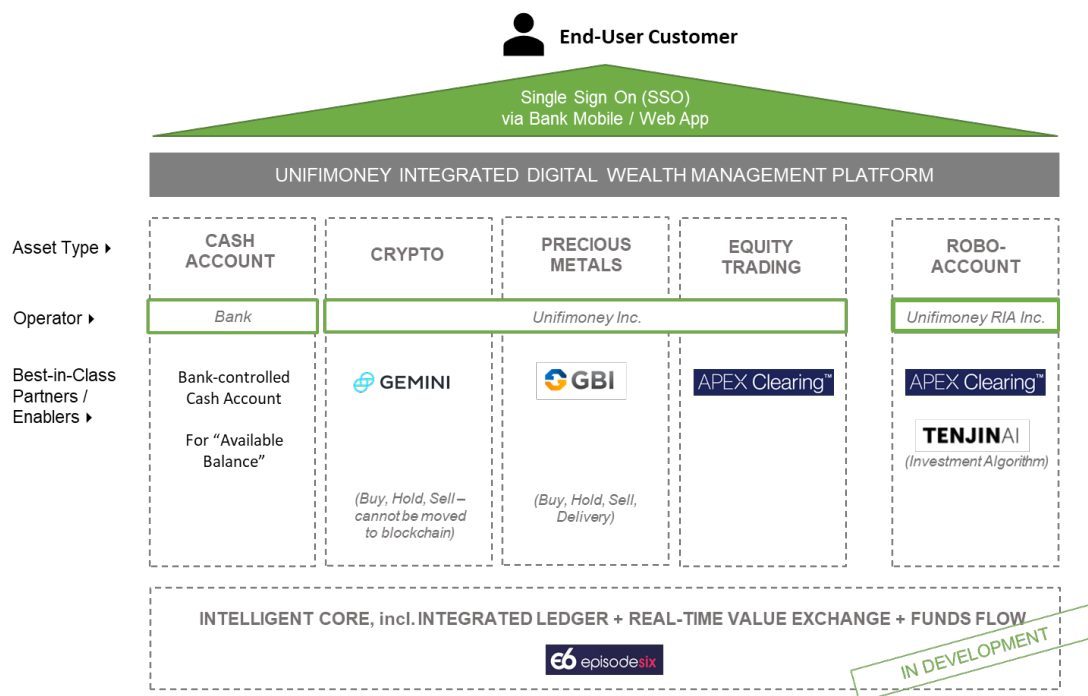 End-User Customer
Single Sign On (SSO)
via Bank Mobile / Web App
UNIFIMONEY INTEGRATED DIGITAL WEALTH MANAGEMENT PLATFORM
Asset Type
CASH
ACCOUNT
CRYPTO
PRECIOUS
METALS
EQUITY
TRADING
ROBO-
ACCOUNT
Operator
Bank
Unifimoney Inc.
Unifimoney RIA Inc.
Best-in-Class
Partners /
Enablers
Bank-controlled
Cash Account
For “Available
Balance”
GEMINI
(Buy, Hold, Sell –
cannot be moved
to blockchain)
GBI
(Buy, Hold, Sell,
Delivery)
APEX Clearing™
APEX Clearing™
TENJINAI
(Investment Algorithm)
INTELLIGENT CORE, incl. INTEGRATED LEDGER + REAL-TIME VALUE EXCHANGE + FUNDS FLOW
e6 episodesix
IN DEVELOPMENT